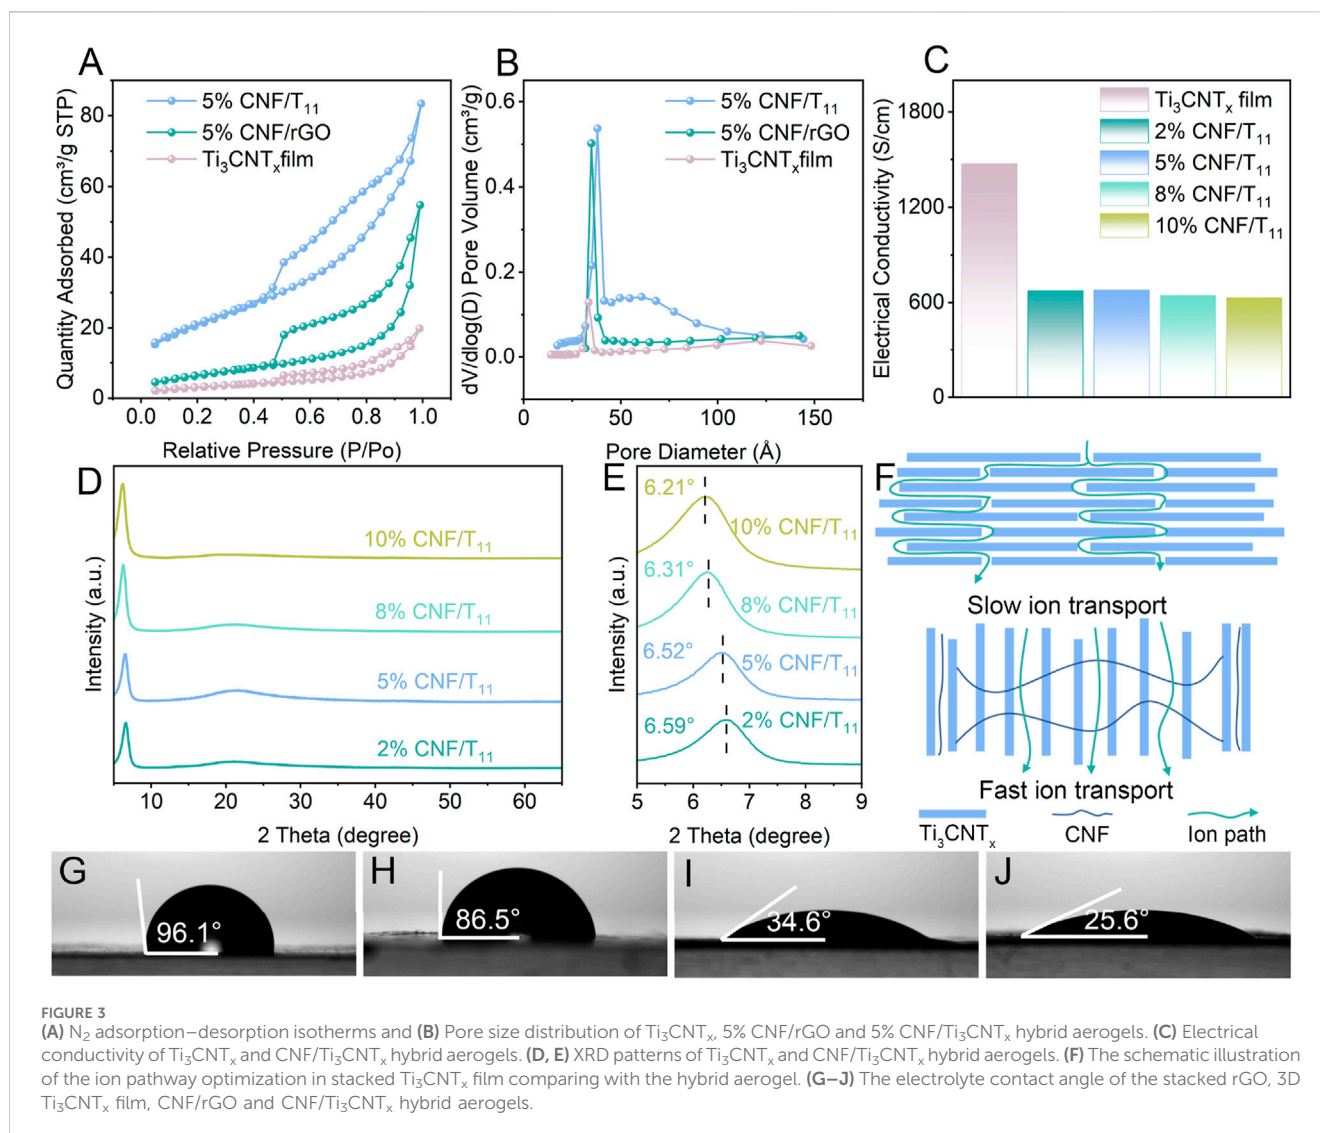 A
Quantity Adsorbed (cm³/g STP)
80
60
40
20
0
5% CNF/T₁₁
5% CNF/rGO
Ti₃CNTₓfilm
0.0 0.2 0.4 0.6 0.8 1.0
Relative Pressure (P/Po)
B
dV/dlog(D) Pore Volume (cm³/g)
0.6
0.4
0.2
0.0
5% CNF/T₁₁
5% CNF/rGO
Ti₃CNTₓfilm
0 50 100 150
Pore Diameter (Å)
C
Electrical Conductivity (S/cm)
1800
1200
600
0
Ti₃CNTₓ film
2% CNF/T₁₁
5% CNF/T₁₁
8% CNF/T₁₁
10% CNF/T₁₁
D
Intensity (a.u.)
10% CNF/T₁₁
8% CNF/T₁₁
5% CNF/T₁₁
2% CNF/T₁₁
10 20 30 40 50 60
2 Theta (degree)
E
Intensity (a.u.)
6.21°
10% CNF/T₁₁
6.31°
8% CNF/T₁₁
6.52°
5% CNF/T₁₁
6.59°
2% CNF/T₁₁
5 6 7 8 9
2 Theta (degree)
F
Slow ion transport
Fast ion transport
Ti₃CNTₓ CNF Ion path
G
96.1°
H
86.5°
I
34.6°
J
25.6°
FIGURE 3
(A) N₂ adsorption–desorption isotherms and (B) Pore size distribution of Ti₃CNTₓ, 5% CNF/rGO and 5% CNF/Ti₃CNTₓ hybrid aerogels. (C) Electrical
conductivity of Ti₃CNTₓ and CNF/Ti₃CNTₓ hybrid aerogels. (D, E) XRD patterns of Ti₃CNTₓ and CNF/Ti₃CNTₓ hybrid aerogels. (F) The schematic illustration
of the ion pathway optimization in stacked Ti₃CNTₓ film comparing with the hybrid aerogel. (G–J) The electrolyte contact angle of the stacked rGO, 3D
Ti₃CNTₓ film, CNF/rGO and CNF/Ti₃CNTₓ hybrid aerogels.